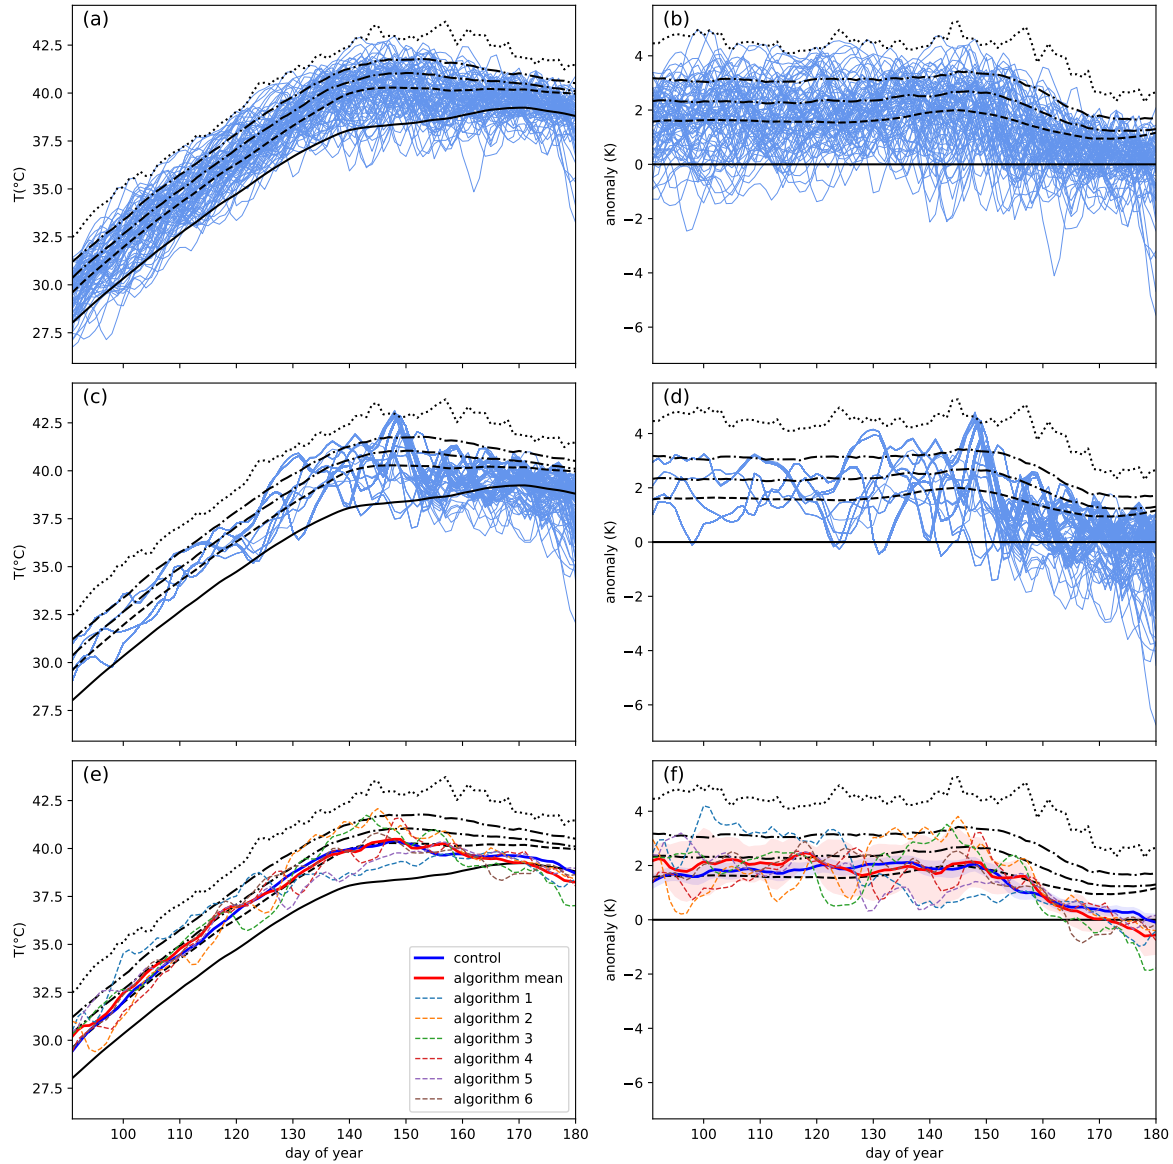 (a)
42.5
40.0
37.5
35.0
32.5
30.0
27.5
T(°C)
(b)
4
2
0
−2
−4
−6
anomaly (K)
(c)
42.5
40.0
37.5
35.0
32.5
30.0
27.5
T(°C)
(d)
4
2
0
−2
−4
−6
anomaly (K)
(e)
42.5
40.0
37.5
35.0
32.5
30.0
27.5
T(°C)
control
algorithm mean
algorithm 1
algorithm 2
algorithm 3
algorithm 4
algorithm 5
algorithm 6
100 110 120 130 140 150 160 170 180
day of year
(f)
4
2
0
−2
−4
−6
anomaly (K)
100 110 120 130 140 150 160 170 180
day of year